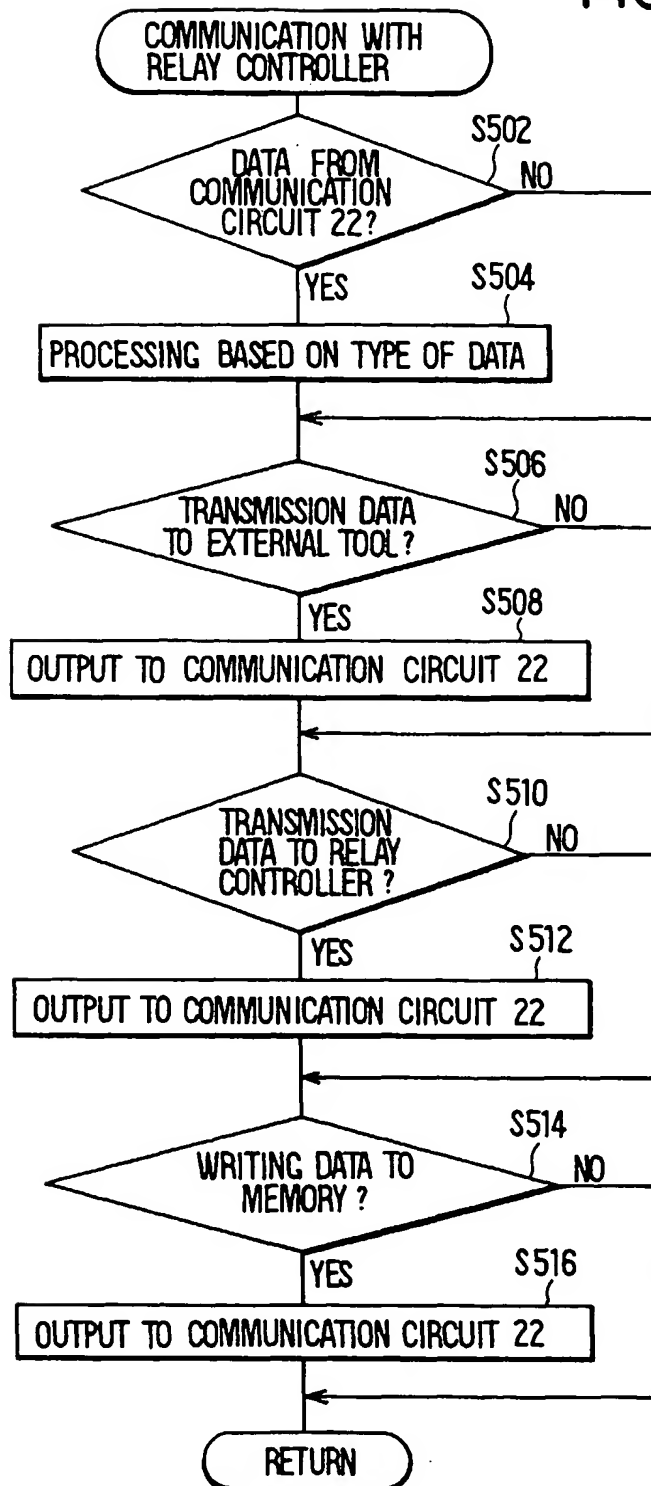 FIG
COMMUNICATION WITH
RELAY CONTROLLER
S502
DATA FROM
COMMUNICATION
CIRCUIT 22?
NO
YES
S504
PROCESSING BASED ON TYPE OF DATA
S506
TRANSMISSION DATA
TO EXTERNAL TOOL?
NO
YES
S508
OUTPUT TO COMMUNICATION CIRCUIT 22
S510
TRANSMISSION
DATA TO RELAY
CONTROLLER?
NO
YES
S512
OUTPUT TO COMMUNICATION CIRCUIT 22
S514
WRITING DATA TO
MEMORY?
NO
YES
S516
OUTPUT TO COMMUNICATION CIRCUIT 22
RETURN